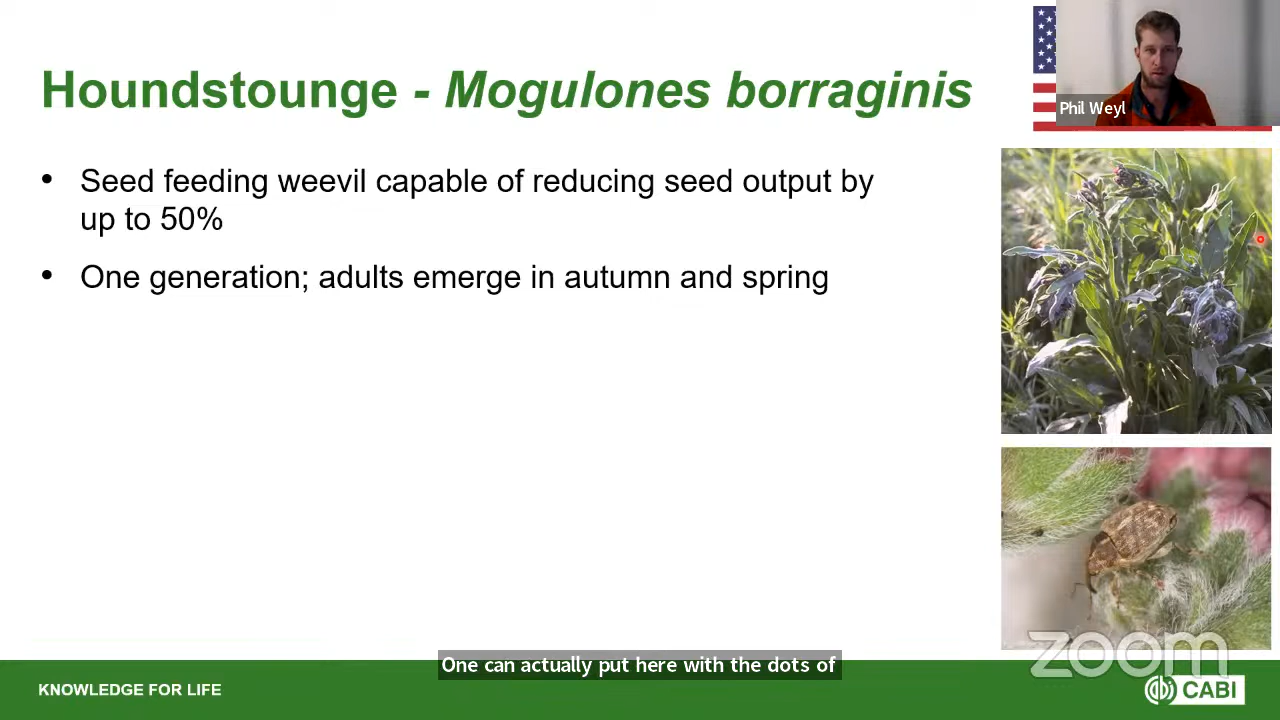 Houndstounge - Mogulones borraginis
Phil Weyl
• Seed feeding weevil capable of reducing seed output by
up to 50%
• One generation; adults emerge in autumn and spring
One can actually put here with the dots of
zoom
KNOWLEDGE FOR LIFE
CABI